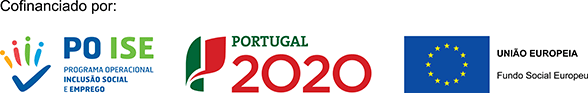 Cofinanciado por:
PO ISE
PROGRAMA OPERACIONAL
INCLUSÃO SOCIAL
E EMPREGO
PORTUGAL
2020
UNIÃO EUROPEIA
Fundo Social Europeu